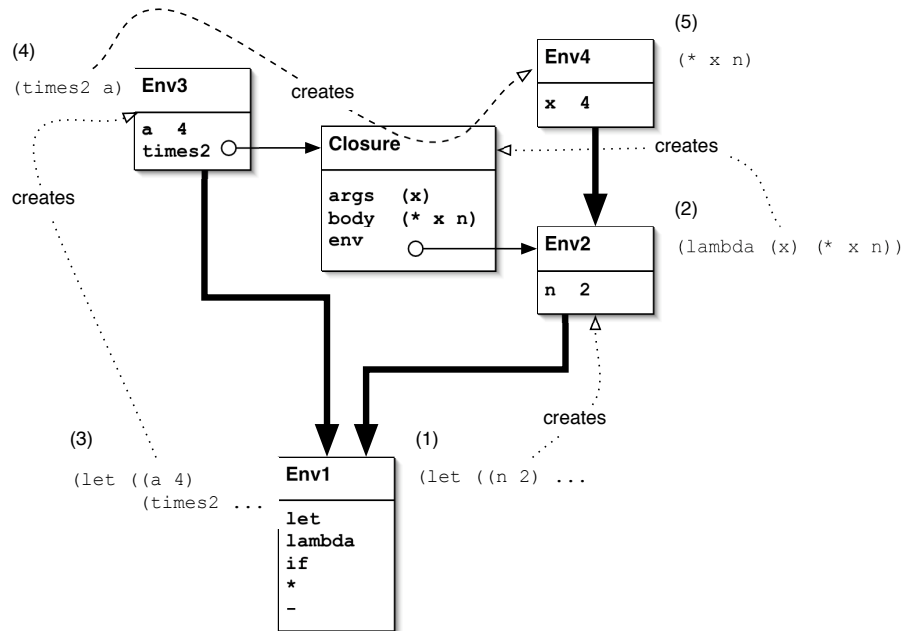 (4)
(times2 a)
Env3
a 4
times2
creates
Closure
args (x)
body (* x n)
env
(5)
Env4
(* x n)
x 4
creates
(2)
Env2
(lambda (x) (* x n))
n 2
creates
creates
(3)
(let ((a 4)
(times2 ...
(1)
(let ((n 2) ...
Env1
let
lambda
if
*
-